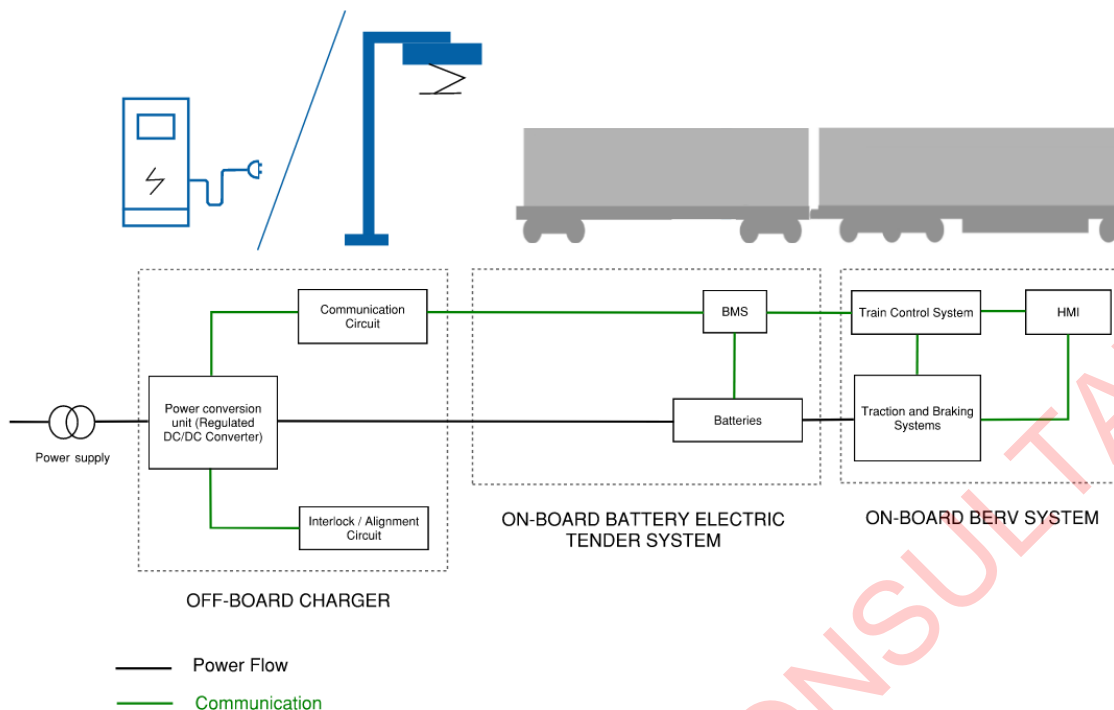 Communication
Circuit
BMS
Train Control System
HMI
Power conversion
unit (Regulated
DC/DC Converter)
Batteries
Traction and Braking
Systems
Power supply
Interlock / Alignment
Circuit
ON-BOARD BATTERY ELECTRIC
TENDER SYSTEM
ON-BOARD BERV SYSTEM
OFF-BOARD CHARGER
Power Flow
Communication